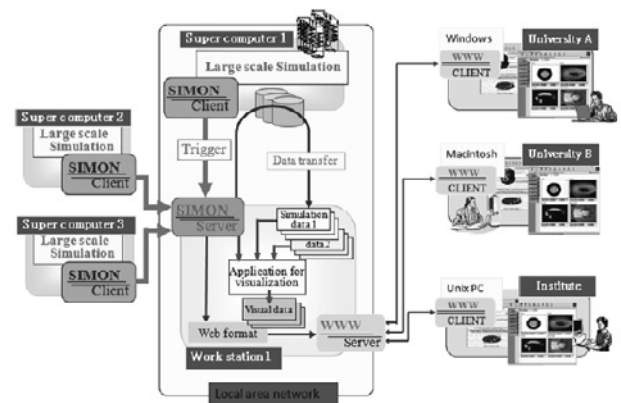 Super computer 1
Large scale Simulation
SIMON
Client
Trigger
Data transfer
Super computer 2
Large scale
Simulation
SIMON
Client
Super computer 3
Large scale
Simulation
SIMON
Client
SIMON
Server
Simulation
data 1
data 2
Application for
visualization
Visual data
Web format
WWW
Server
Work station 1
Local area network
Windows
University A
WWW
CLIENT
Macintosh
University B
WWW
CLIENT
Unix PC
Institute
WWW
CLIENT